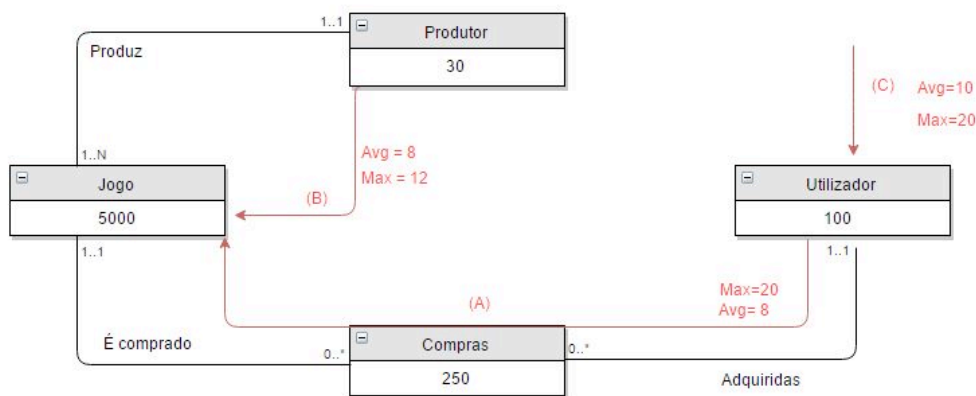 1..1
Produtor
Produz
30
(C)
Avg=10
Max=20
Avg = 8
Max = 12
1..N
Jogo
Utilizador
(B)
5000
100
1..1
1..1
Max=20
(A)
Avg= 8
É comprado
Compras
0..*
0..*
250
Adquiridas